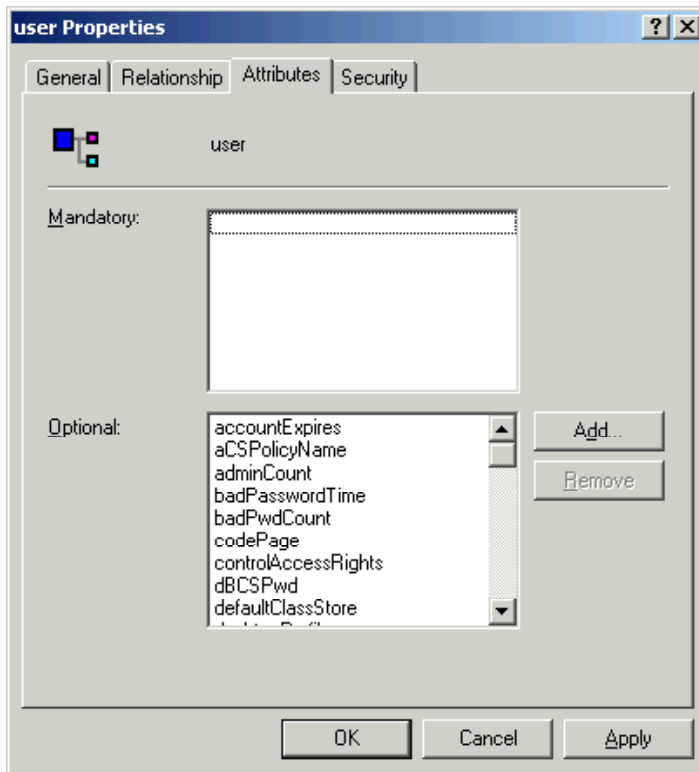 user Properties
General Relationship Attributes Security
user
Mandatory:
Optional:
accountExpires
aCSPolicyName
adminCount
badPasswordTime
badPwdCount
codePage
controlAccessRights
dBCSPwd
defaultClassStore
Add...
Remove
OK Cancel Apply